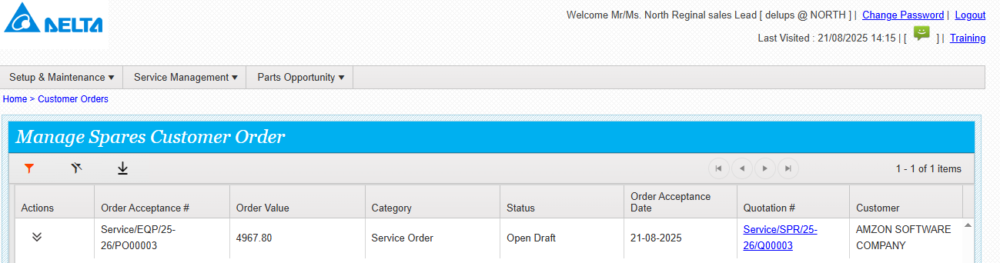 DELTA
Welcome Mr/Ms. North Reginal sales Lead [ delups @ NORTH ] | Change Password | Logout
Last Visited : 21/08/2025 14:15 | [ ] | Training
Setup & Maintenance Service Management Parts Opportunity
Home > Customer Orders
Manage Spares Customer Order
1 - 1 of 1 items
Actions Order Acceptance # Order Value Category Status Order Acceptance Date Quotation # Customer
Service/EQP/25-26/PO00003 4967.80 Service Order Open Draft 21-08-2025 Service/SPR/25-26/Q00003 AMZON SOFTWARE COMPANY